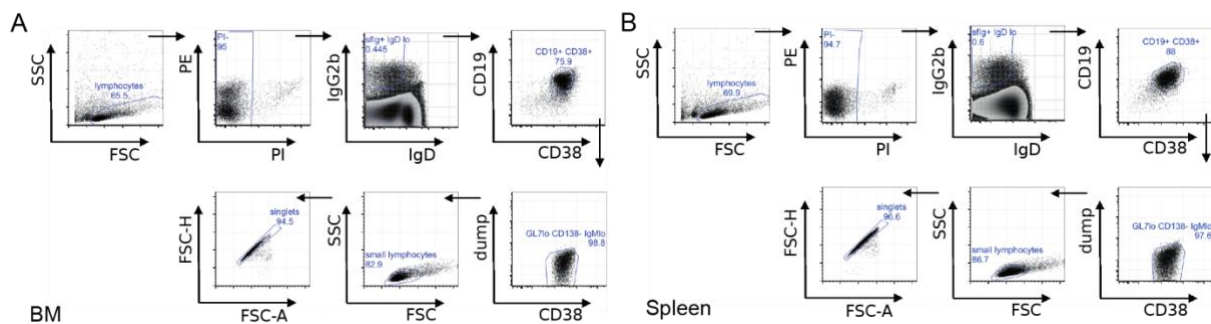 A
SSC
lymphocytes
65.5
FSC
PE
PI-
95
PI
IgG2b
sfIg+ IgD lo
0.445
IgD
CD19
CD19+ CD38+
75.9
CD38
FSC-H
singlets
94.5
FSC-A
SSC
small lymphocytes
82.9
FSC
dump
GL7lo CD138- IgMlo
98.8
CD38
BM
B
SSC
lymphocytes
69.9
FSC
PE
PI-
94.7
PI
IgG2b
sfIg+ IgD lo
0.6
IgD
CD19
CD19+ CD38+
88
CD38
FSC-H
singlets
96.6
FSC-A
SSC
small lymphocytes
86.7
FSC
dump
GL7lo CD138- IgMlo
97.6
CD38
Spleen